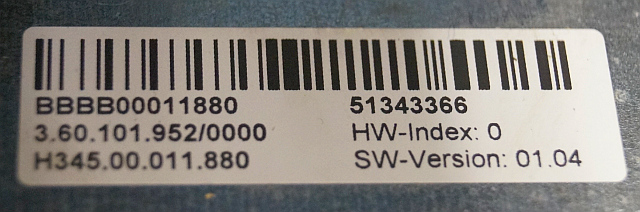 BBBB00011880 51343366
3.60.101.952/0000 HW-Index: 0
H345.00.011.880 SW-Version: 01.04